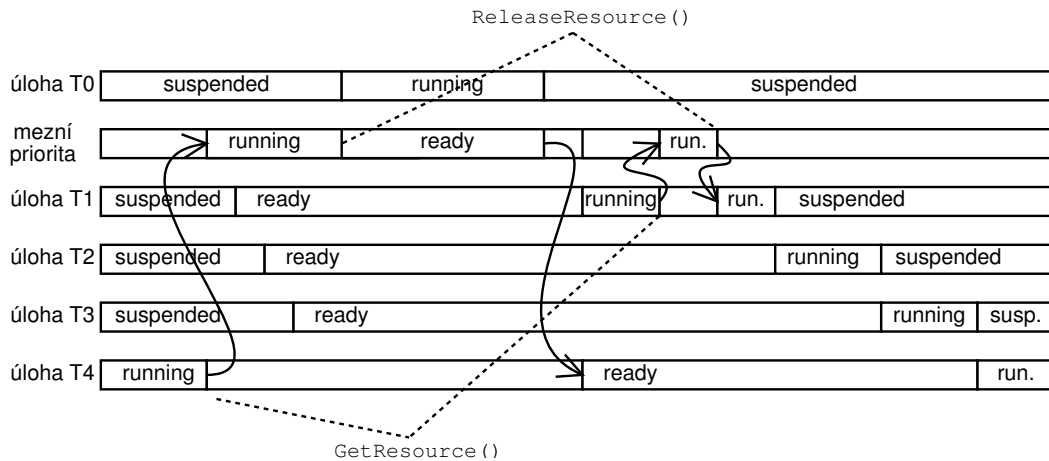 ReleaseResource()
úloha T0 suspended running suspended
mezní
priorita running ready run.
úloha T1 suspended ready running run. suspended
úloha T2 suspended ready running suspended
úloha T3 suspended ready running susp.
úloha T4 running ready run.
GetResource()